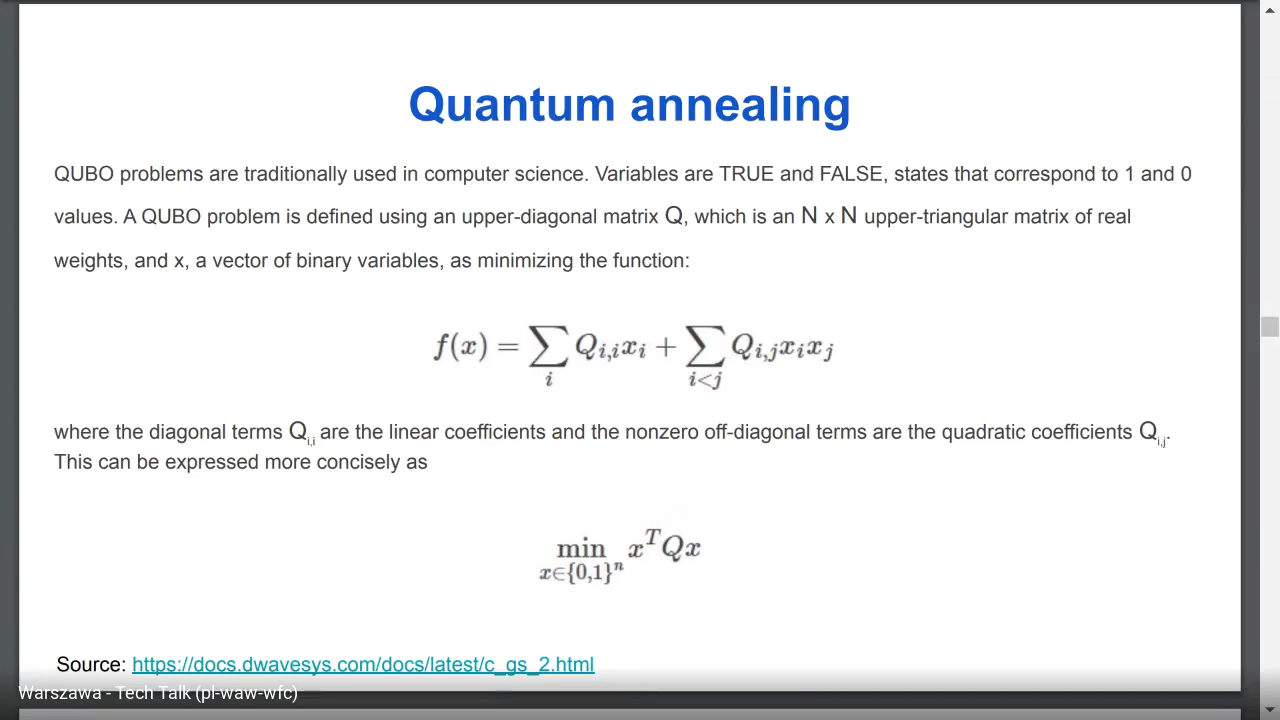 Quantum annealing
QUBO problems are traditionally used in computer science. Variables are TRUE and FALSE, states that correspond to 1 and 0
values. A QUBO problem is defined using an upper-diagonal matrix Q, which is an N x N upper-triangular matrix of real
weights, and x, a vector of binary variables, as minimizing the function:
f(x) = ∑_i Q_{i,i}x_i + ∑_{i<j} Q_{i,j}x_i x_j
where the diagonal terms Q_{i,i} are the linear coefficients and the nonzero off-diagonal terms are the quadratic coefficients Q_{i,j}.
This can be expressed more concisely as
min_{x∈{0,1}^n} x^T Qx
Source: https://docs.dwavesys.com/docs/latest/c_gs_2.html
Warszawa - Tech Talk (pl-waw-wfc)